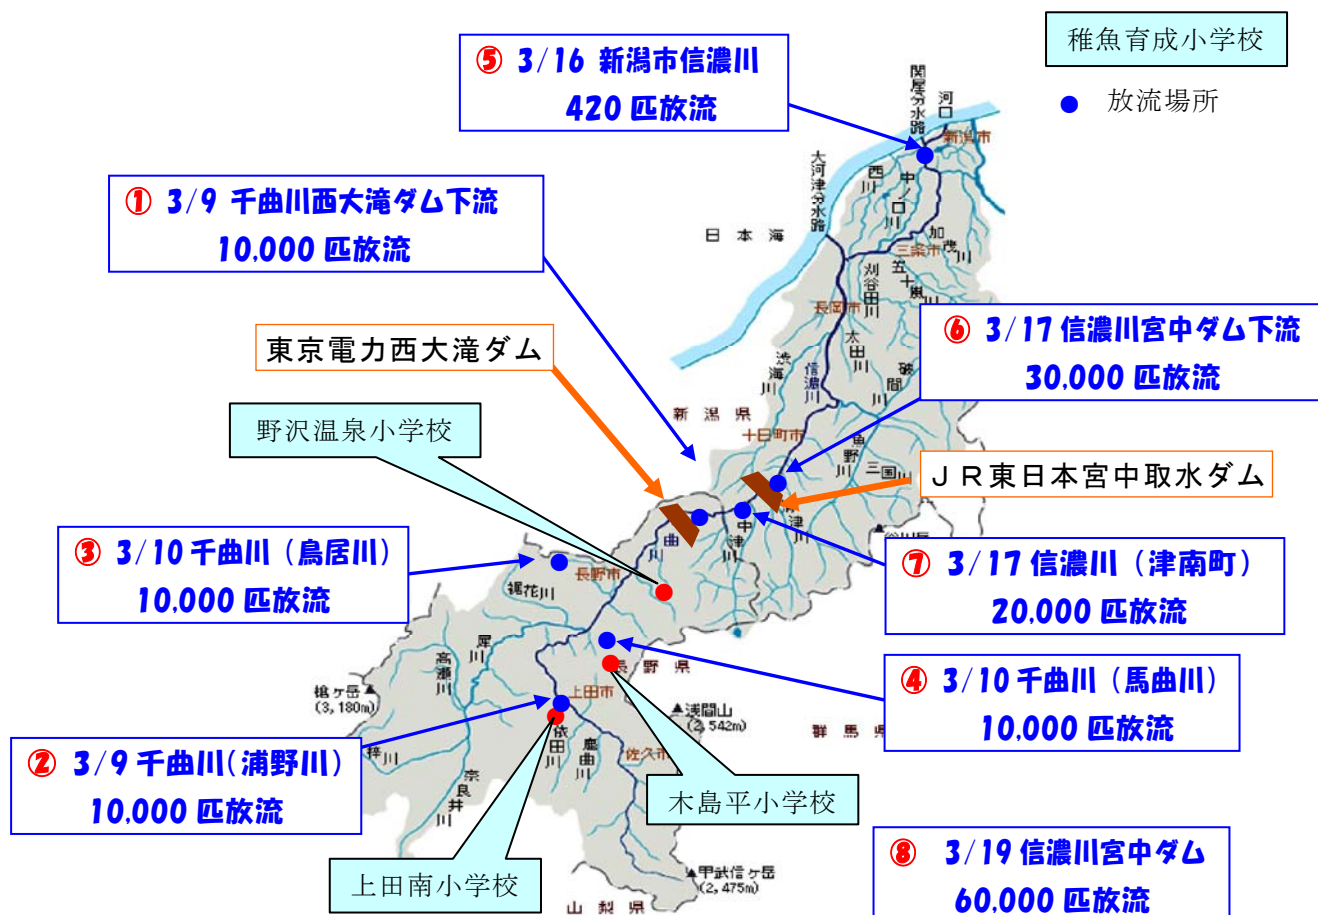 稚魚育成小学校
● 放流場所
⑤ 3/16 新潟市信濃川
420 匹放流
① 3/9 千曲川西大滝ダム下流
10,000 匹放流
東京電力西大滝ダム
野沢温泉小学校
⑥ 3/17 信濃川宮中ダム下流
30,000 匹放流
JR東日本宮中取水ダム
③ 3/10 千曲川（鳥居川）
10,000 匹放流
⑦ 3/17 信濃川（津南町）
20,000 匹放流
④ 3/10 千曲川（馬曲川）
10,000 匹放流
② 3/9 千曲川(浦野川)
10,000 匹放流
木島平小学校
上田南小学校
⑧ 3/19 信濃川宮中ダム
60,000 匹放流
関屋分水路
河口
新潟市
大河津分水路
西川
中ノ口川
日本海
加茂川
三条市
五十嵐川
刈谷田川
長岡市
太田川
渋海川
信濃川
破間川
新潟県
十日町市
魚野川
三国川
中津川
曲川
長野市
裾花川
犀川
高瀬川
長野県
上田市
槍ヶ岳▲
(3,180m)
▲浅間山
(2,542m)
群馬県
梓川
奈良井川
依田川
鹿曲川
佐久市
▲甲武信ヶ岳
(2,475m)
山梨県